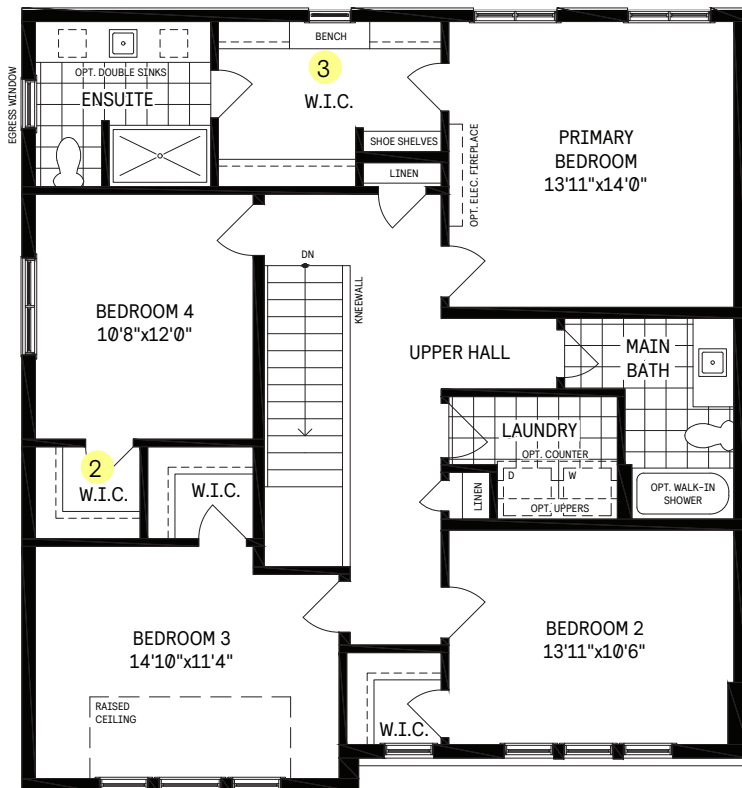 BENCH
3
W.I.C.
OPT. DOUBLE SINKS
ENSUITE
EGRESS WINDOW
SHOE SHELVES
LINEN
OPT. ELEC. FIREPLACE
PRIMARY
BEDROOM
13'11"x14'0"
DN
KNEEWALL
BEDROOM 4
10'8"x12'0"
UPPER HALL
MAIN
BATH
LAUNDRY
OPT. COUNTER
D
W
OPT. UPPERS
LINEN
OPT. WALK-IN
SHOWER
2
W.I.C.
W.I.C.
BEDROOM 3
14'10"x11'4"
RAISED
CEILING
BEDROOM 2
13'11"x10'6"
W.I.C.